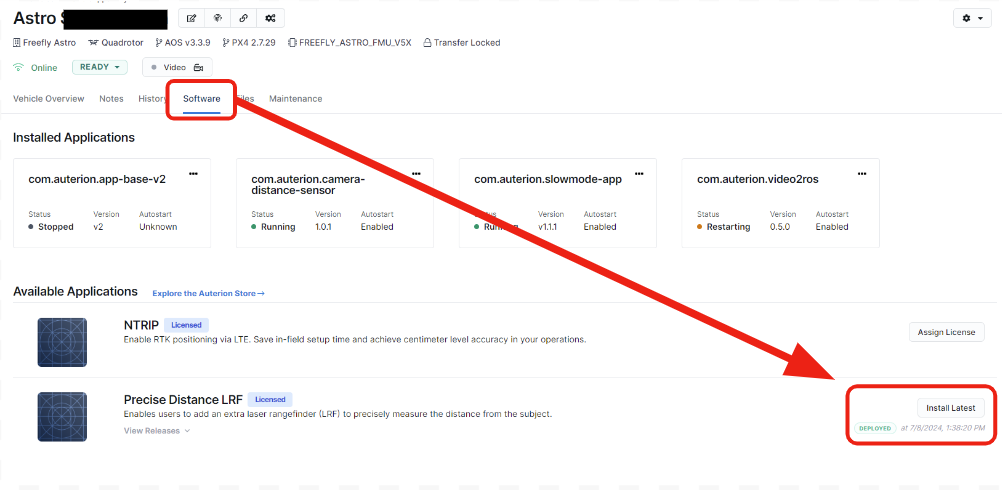 Astro
Freefly Astro Quadrotor AOS v3.3.9 PX4 2.7.29 FREEFLY_ASTRO_FMU_V5X Transfer Locked
Online READY Video
Vehicle Overview Notes History Software Files Maintenance
Installed Applications
com.auterion.app-base-v2 ••• com.auterion.camera- ••• com.auterion.slowmode-app ••• com.auterion.video2ros •••
distance-sensor
Status Version Autostart Status Version Autostart Status Version Autostart Status Version Autostart
Stopped v2 Unknown Running 1.0.1 Enabled Running v1.1.1 Enabled Restarting 0.5.0 Enabled
Available Applications Explore the Auterion Store→
NTRIP Licensed
Enable RTK positioning via LTE. Save in-field setup time and achieve centimeter level accuracy in your operations.
Assign License
Precise Distance LRF Licensed
Enables users to add an extra laser rangefinder (LRF) to precisely measure the distance from the subject.
View Releases
Install Latest
DEPLOYED at 7/8/2024, 1:38:20 PM